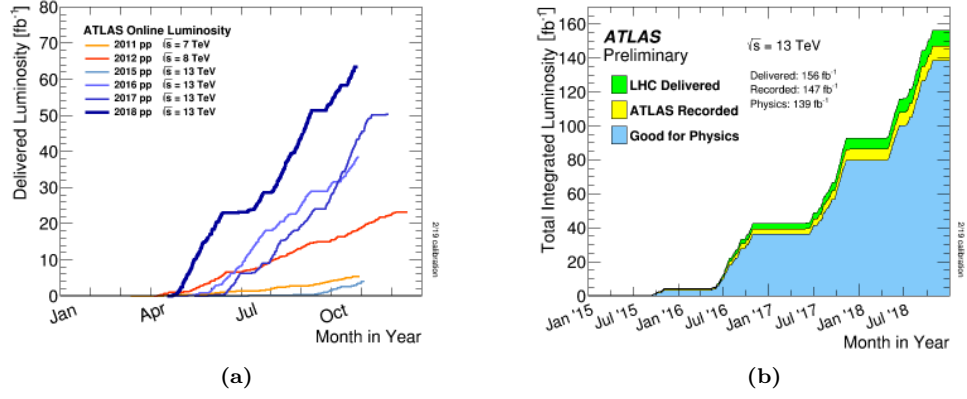 80
70
60
50
40
30
20
10
0
Delivered Luminosity [fb⁻¹]
ATLAS Online Luminosity
2011 pp √s = 7 TeV
2012 pp √s = 8 TeV
2015 pp √s = 13 TeV
2016 pp √s = 13 TeV
2017 pp √s = 13 TeV
2018 pp √s = 13 TeV
Jan Apr Jul Oct
Month in Year
2/19 calibration
(a)
160
140
120
100
80
60
40
20
0
Total Integrated Luminosity [fb⁻¹]
ATLAS
Preliminary
LHC Delivered
ATLAS Recorded
Good for Physics
√s = 13 TeV
Delivered: 156 fb⁻¹
Recorded: 147 fb⁻¹
Physics: 139 fb⁻¹
Jan '15 Jul '15 Jan '16 Jul '16 Jan '17 Jul '17 Jan '18 Jul '18
Month in Year
2/19 calibration
(b)